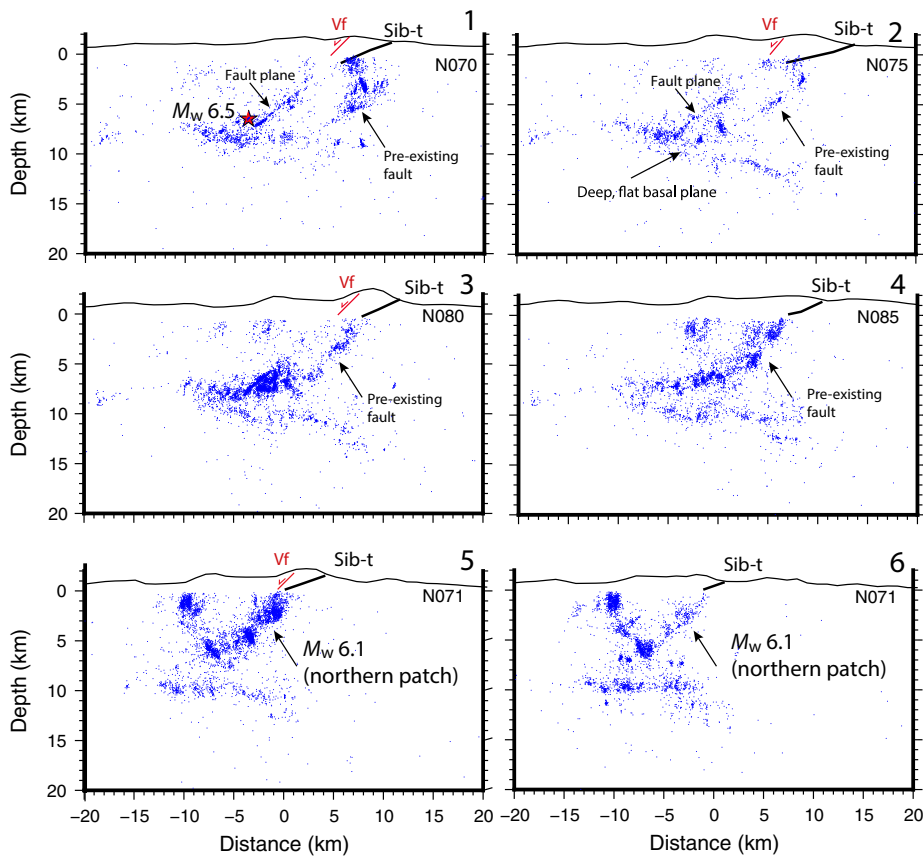 1
Vf
Sib-t
N070
Fault plane
Mw 6.5
Pre-existing
fault
0
5
10
15
20
Depth (km)
2
Vf
Sib-t
N075
Fault plane
Pre-existing
fault
Deep, flat basal plane
3
Vf
Sib-t
N080
Pre-existing
fault
0
5
10
15
20
Depth (km)
4
Sib-t
N085
Pre-existing
fault
5
Vf
Sib-t
N071
Mw 6.1
(northern patch)
0
5
10
15
20
Depth (km)
−20 −15 −10 −5 0 5 10 15 20
Distance (km)
6
Sib-t
N071
Mw 6.1
(northern patch)
−20 −15 −10 −5 0 5 10 15 20
Distance (km)